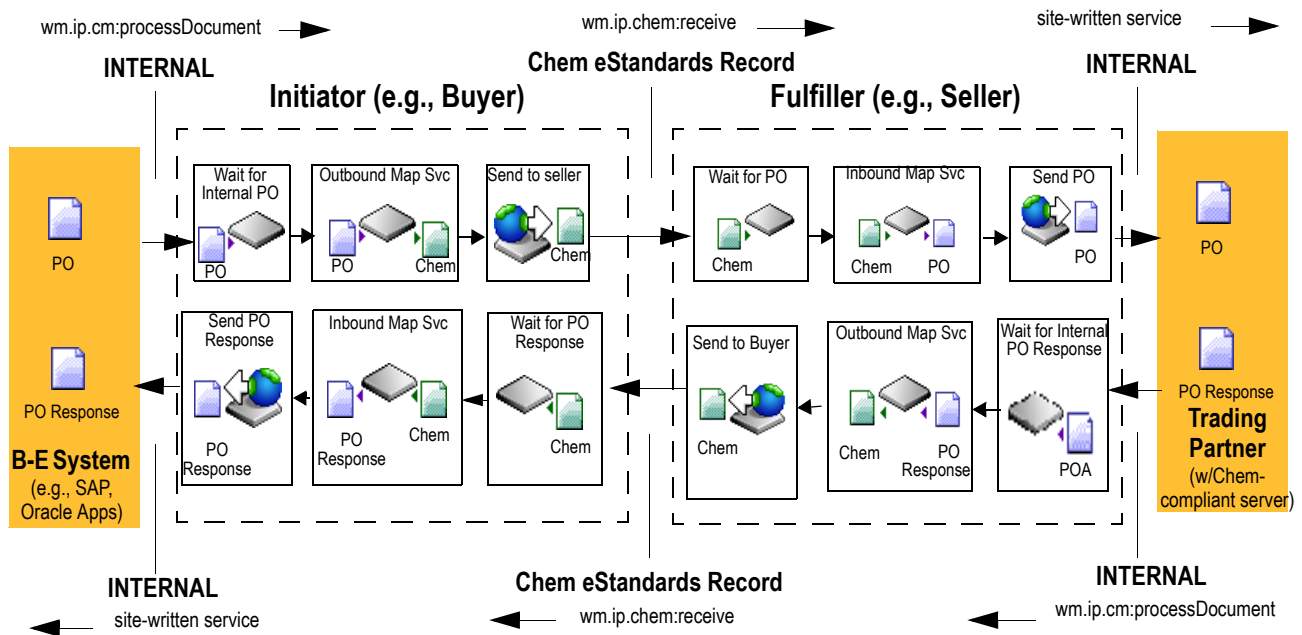 wm.ip.cm:processDocument
wm.ip.chem:receive
site-written service
INTERNAL
Chem eStandards Record
INTERNAL
Initiator (e.g., Buyer)
Fulfiller (e.g., Seller)
Wait for
Internal PO
PO
Outbound Map Svc
PO
Chem
Send to seller
Chem
Wait for PO
Chem
Inbound Map Svc
Chem
PO
Send PO
PO
PO
PO
Send PO
Response
PO
Response
Inbound Map Svc
PO
Response
Chem
Wait for PO
Response
Chem
Send to Buyer
Chem
Outbound Map Svc
Chem
PO
Response
Wait for Internal
PO Response
POA
PO Response
B-E System
(e.g., SAP,
Oracle Apps)
PO Response
Trading
Partner
(w/Chem-
compliant server)
INTERNAL
site-written service
Chem eStandards Record
wm.ip.chem:receive
INTERNAL
wm.ip.cm:processDocument